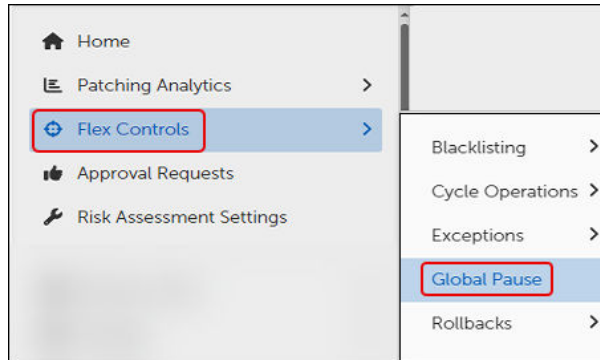 Home
Patching Analytics
Flex Controls
Approval Requests
Risk Assessment Settings
Blacklisting
Cycle Operations
Exceptions
Global Pause
Rollbacks